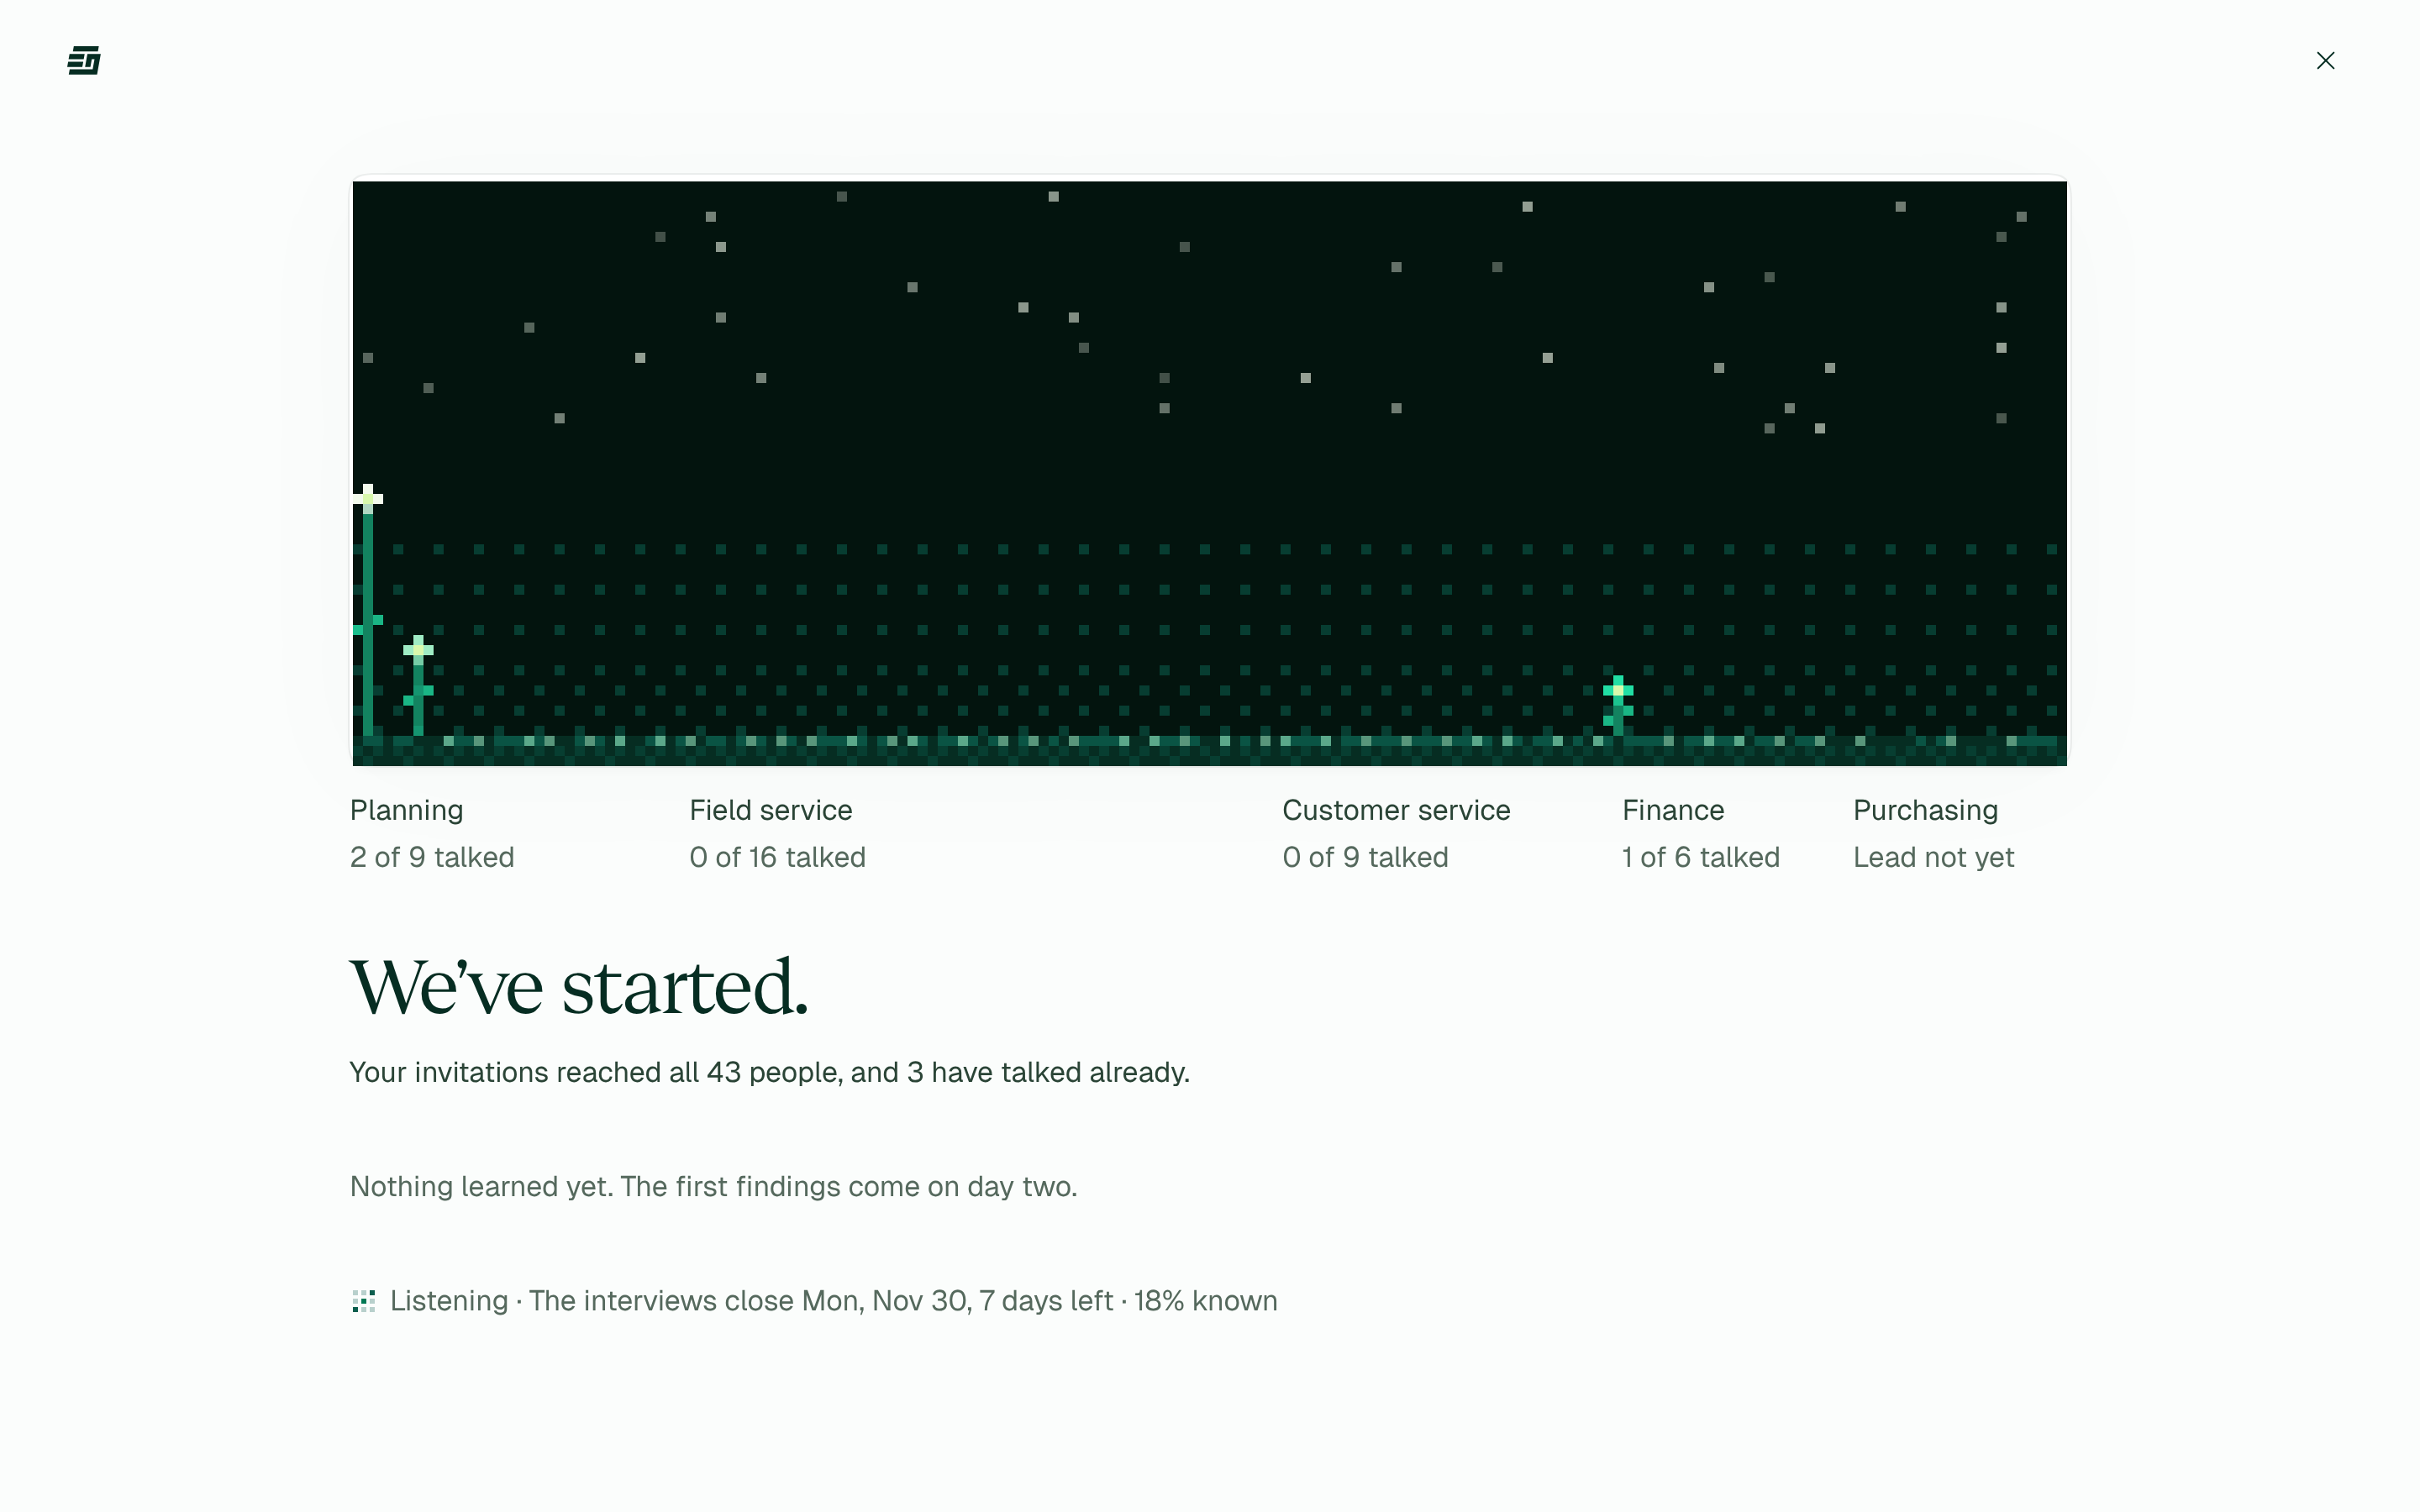 Planning
2 of 9 talked
Field service
0 of 16 talked
Customer service
0 of 9 talked
Finance
1 of 6 talked
Purchasing
Lead not yet
We’ve started.
Your invitations reached all 43 people, and 3 have talked already.
Nothing learned yet. The first findings come on day two.
Listening · The interviews close Mon, Nov 30, 7 days left · 18% known